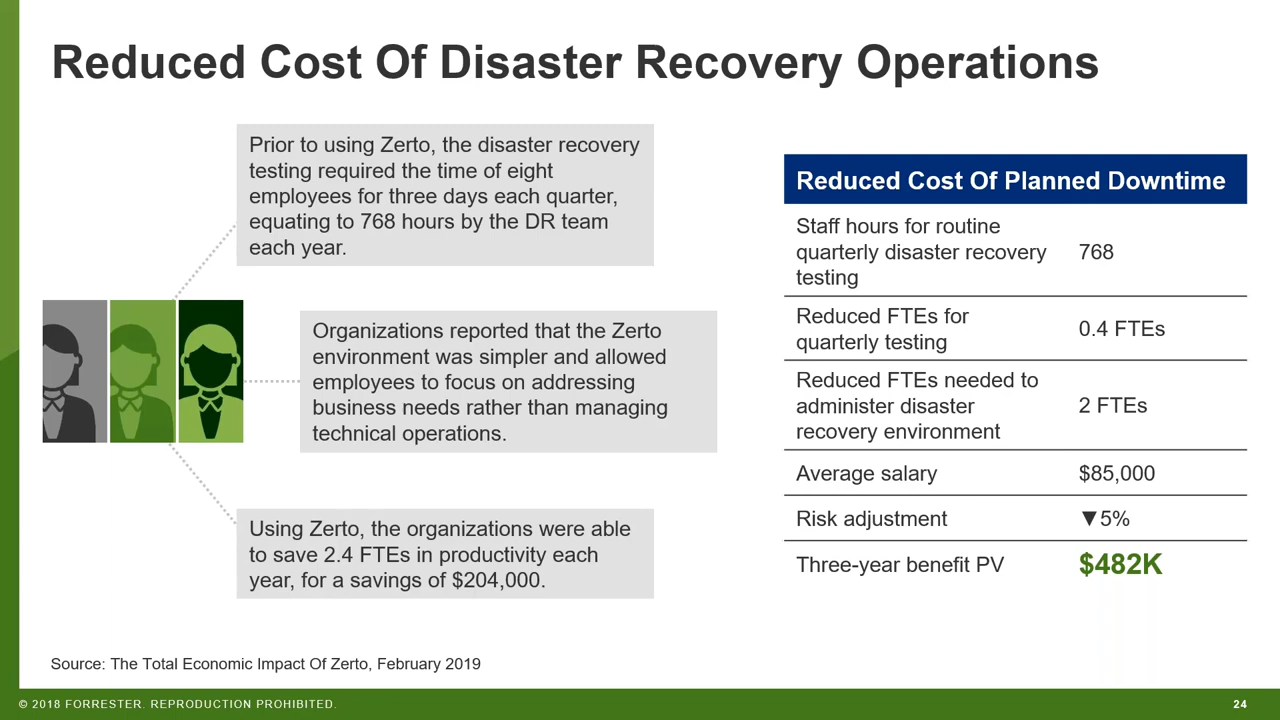 Reduced Cost Of Disaster Recovery Operations
Prior to using Zerto, the disaster recovery
testing required the time of eight
employees for three days each quarter,
equating to 768 hours by the DR team
each year.
Organizations reported that the Zerto
environment was simpler and allowed
employees to focus on addressing
business needs rather than managing
technical operations.
Using Zerto, the organizations were able
to save 2.4 FTEs in productivity each
year, for a savings of $204,000.
Reduced Cost Of Planned Downtime
Staff hours for routine
quarterly disaster recovery
testing
768
Reduced FTEs for
quarterly testing
0.4 FTEs
Reduced FTEs needed to
administer disaster
recovery environment
2 FTEs
Average salary
$85,000
Risk adjustment
▼5%
Three-year benefit PV
$482K
Source: The Total Economic Impact Of Zerto, February 2019
© 2018 FORRESTER. REPRODUCTION PROHIBITED.
24